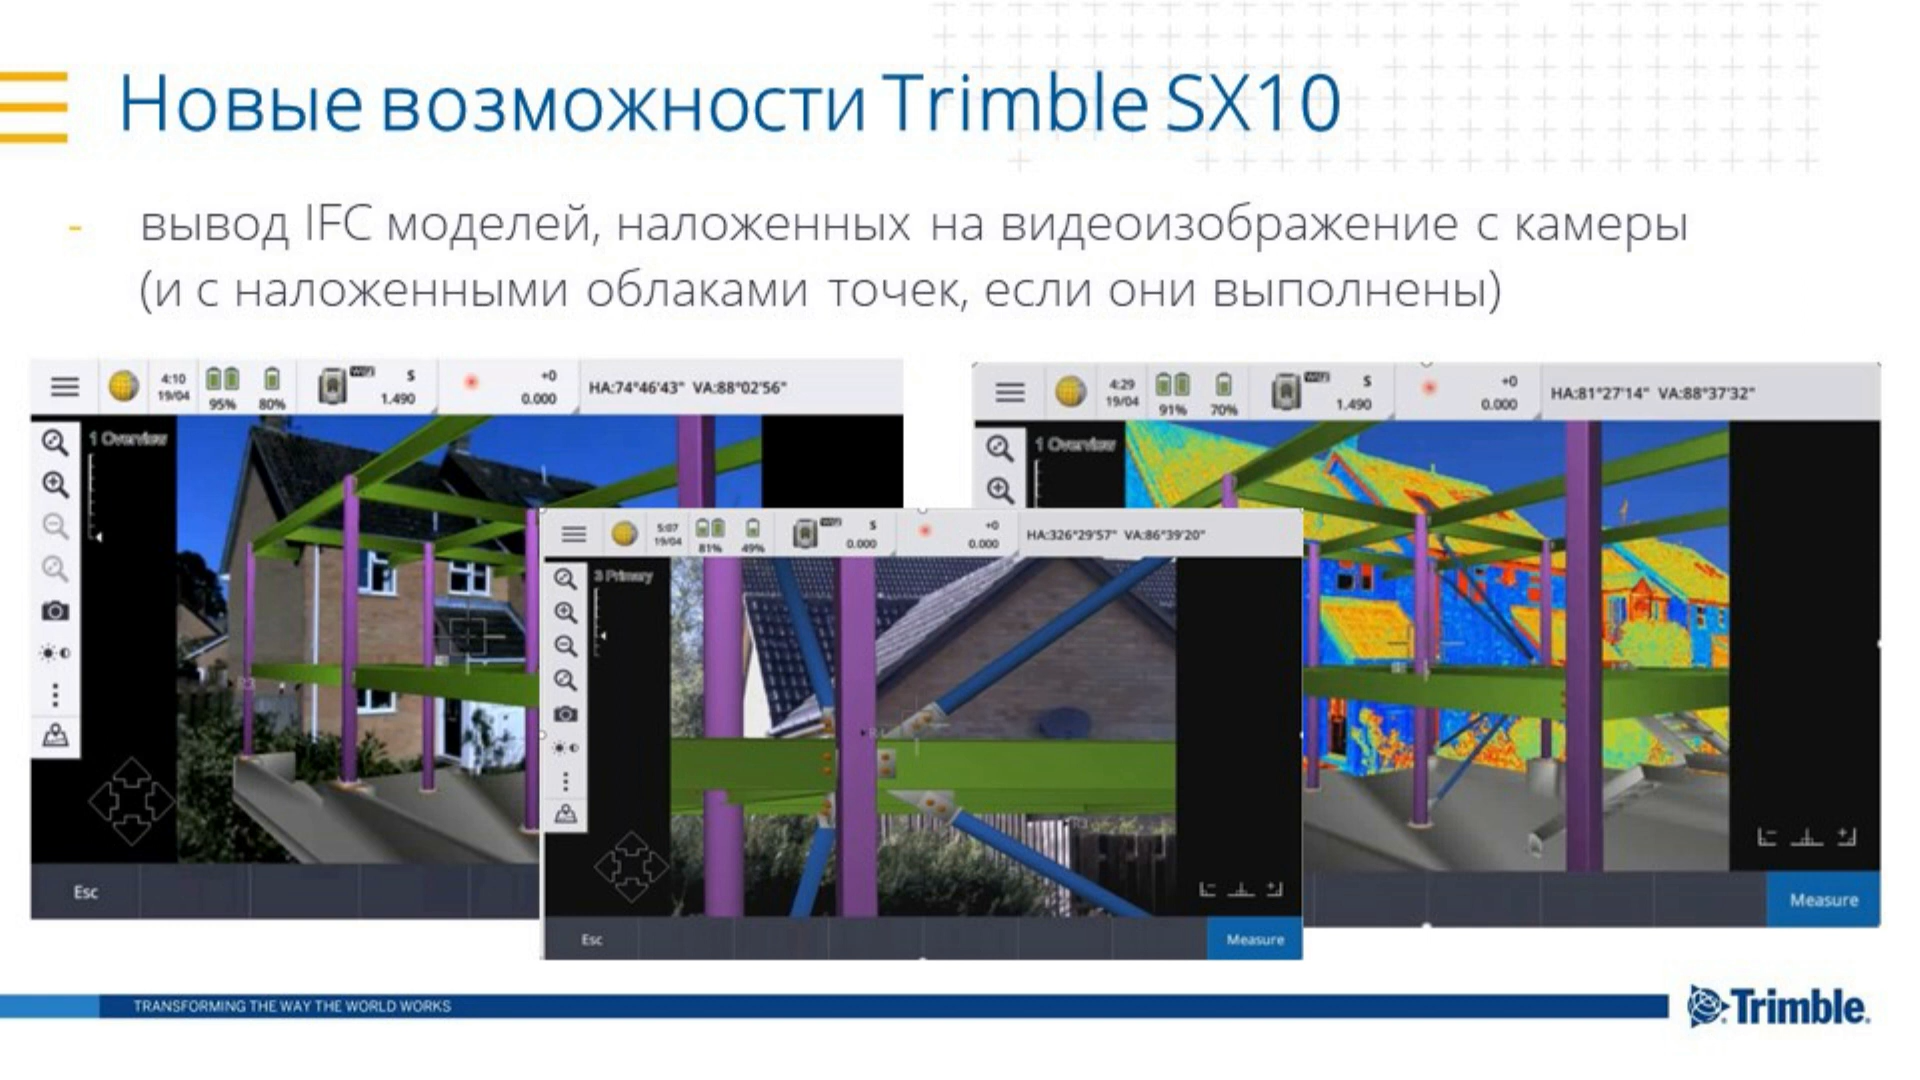 Новые возможности Trimble SX10
- вывод IFC моделей, наложенных на видеоизображение с камеры
(и с наложенными облаками точек, если они выполнены)
4:10
19/04
95%
80%
S
1.490
+0
0.000
HA:74°46'43" VA:88°02'56"
1 Overview
Esc
5:07
19/04
81%
49%
S
0.000
+0
0.000
HA:326°29'57" VA:86°39'20"
3 Primary
Esc
Measure
4:29
19/04
91%
70%
S
1.490
+0
0.000
HA:81°27'14" VA:88°37'32"
1 Overview
Measure
TRANSFORMING THE WAY THE WORLD WORKS
Trimble